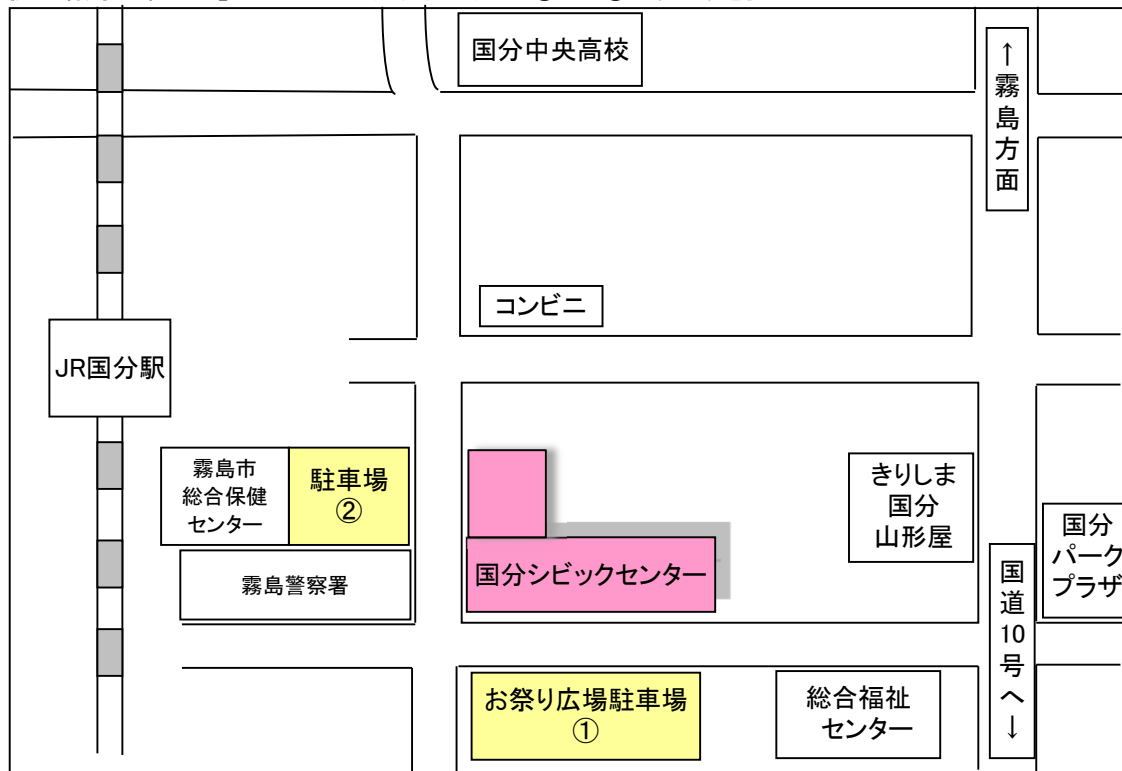 国分中央高校
↑霧島方面
コンビニ
JR国分駅
霧島市
総合保健
センター
駐車場
②
きりしま
国分
山形屋
国分
パーク
プラザ
国分シビックセンター
霧島警察署
国道10号へ↓
お祭り広場駐車場
①
総合福祉
センター